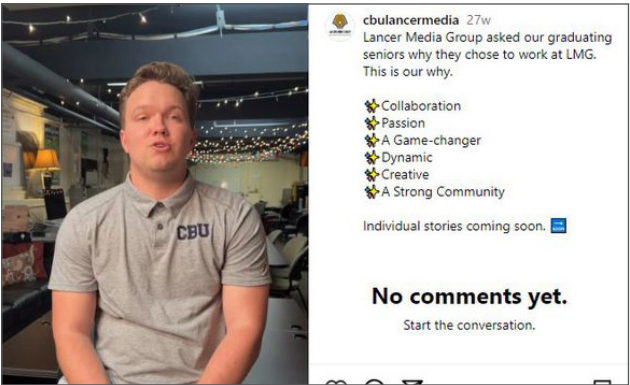 cbulancermedia 27w
Lancer Media Group asked our graduating
seniors why they chose to work at LMG.
This is our why.
✨Collaboration
✨Passion
✨A Game-changer
✨Dynamic
✨Creative
✨A Strong Community
Individual stories coming soon. 🔜
No comments yet.
Start the conversation.
CBU